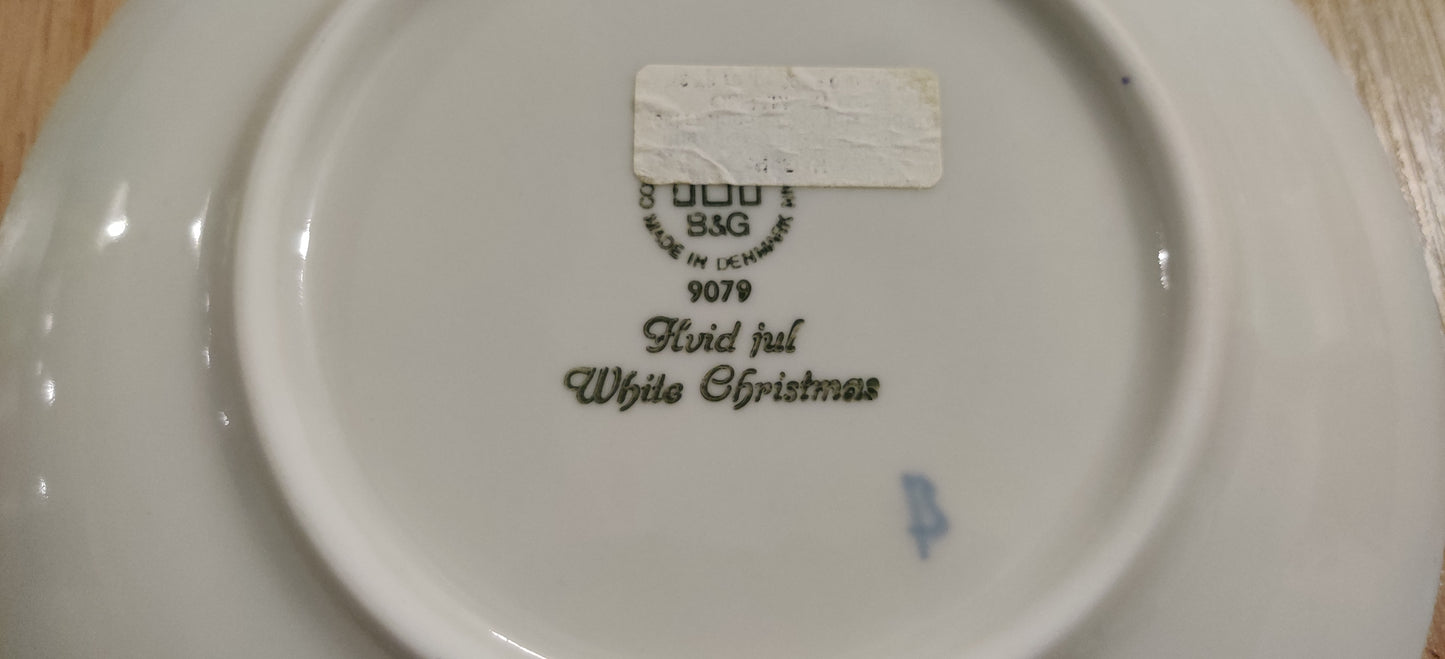 B&G
MADE IN DENMARK
9079
Hvid jul
White Christmas